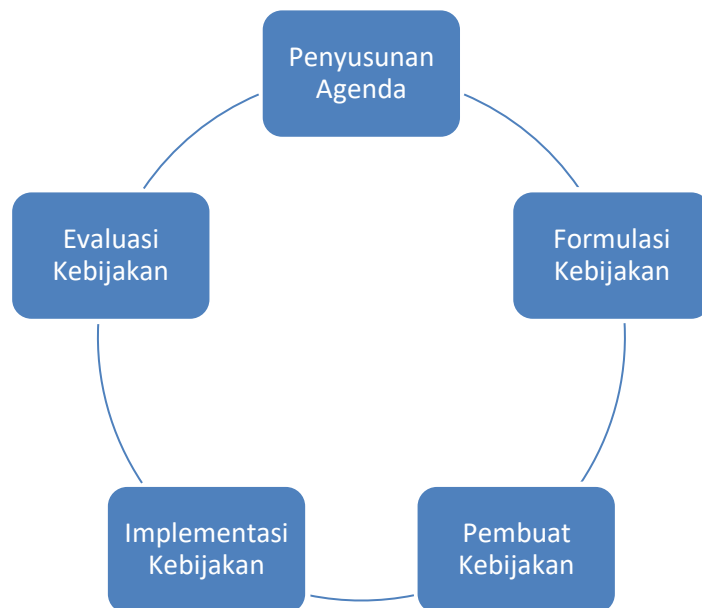 Penyusunan
Agenda
Formulasi
Kebijakan
Pembuat
Kebijakan
Implementasi
Kebijakan
Evaluasi
Kebijakan